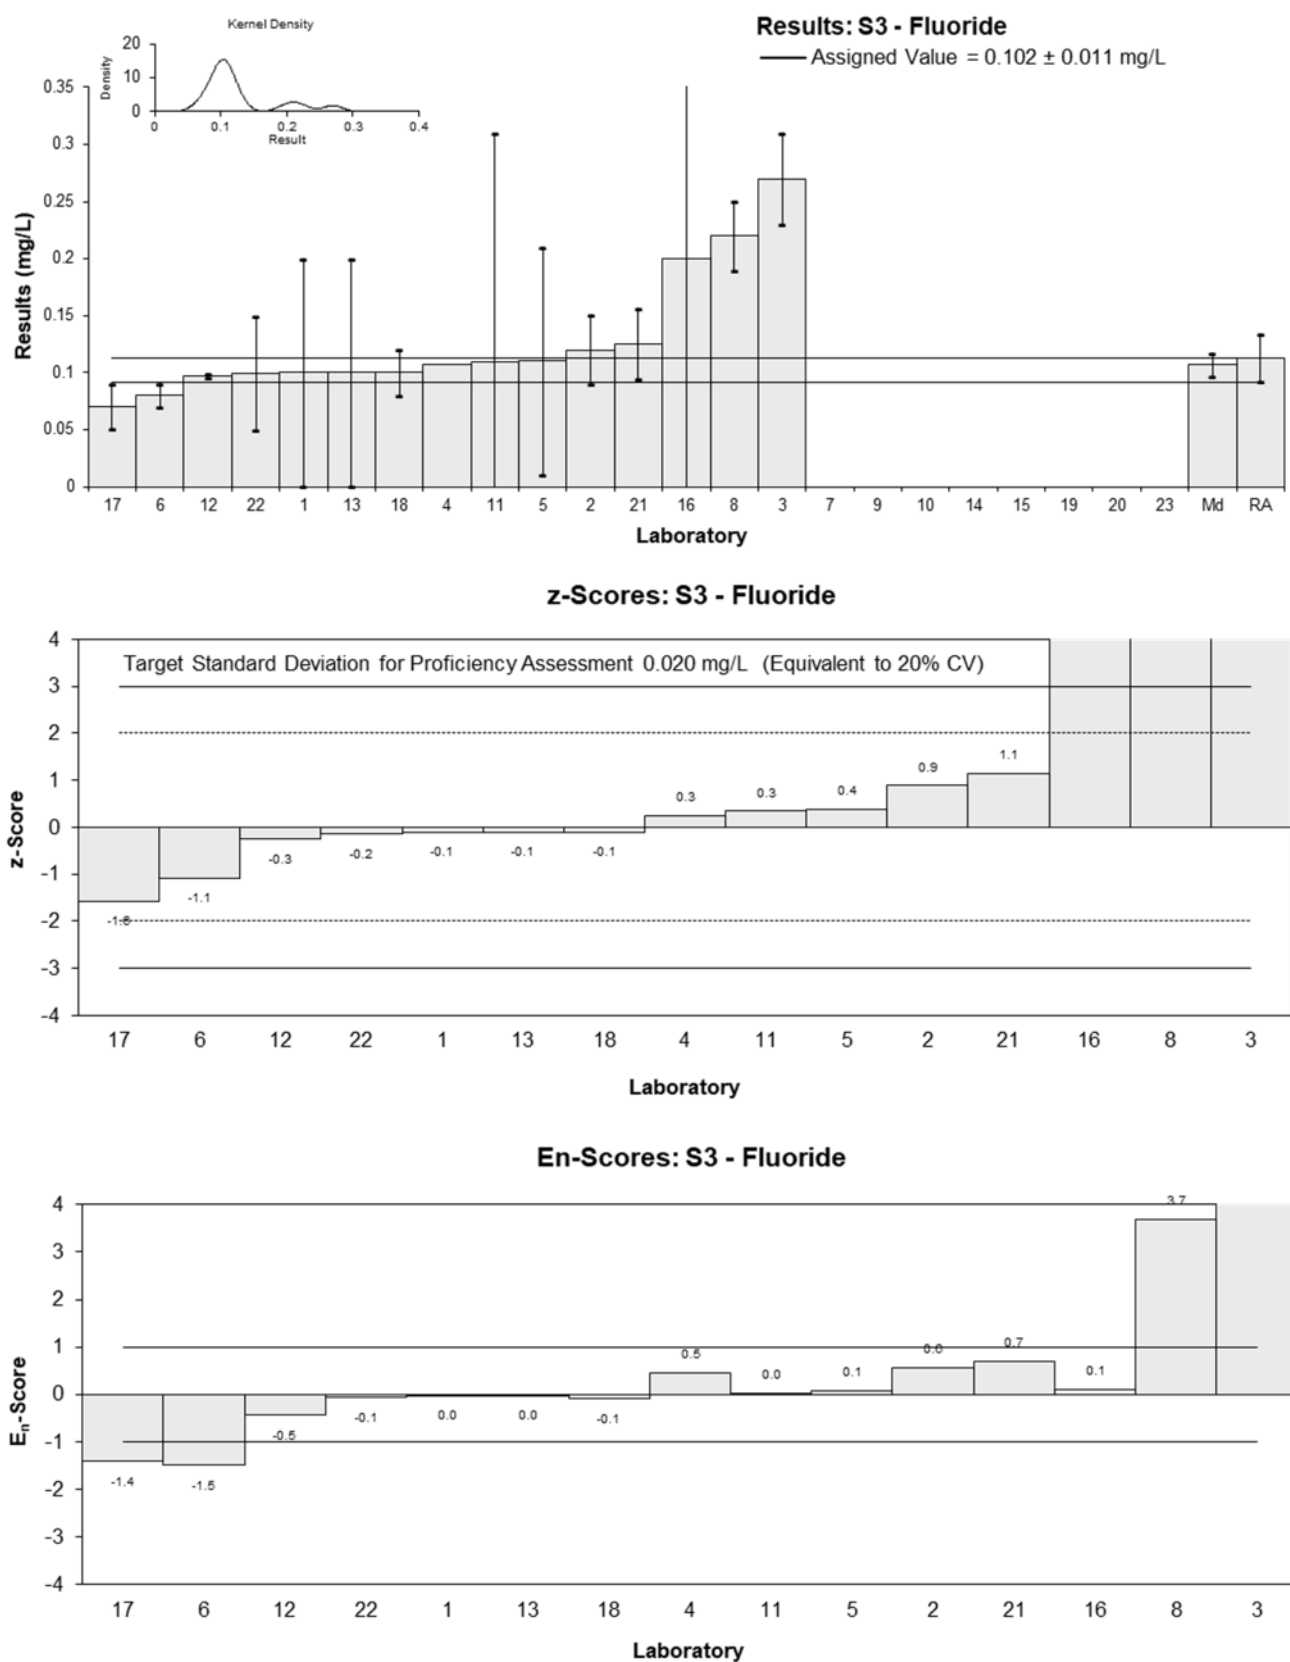 Results: S3 - Fluoride
Assigned Value = 0.102 ± 0.011 mg/L
Kernel Density
Density
20
10
0
0 0.1 0.2 0.3 0.4
Result
Results (mg/L)
0.35
0.3
0.25
0.2
0.15
0.1
0.05
0
17 6 12 22 1 13 18 4 11 5 2 21 16 8 3 7 9 10 14 15 19 20 23 Md RA
Laboratory
z-Scores: S3 - Fluoride
Target Standard Deviation for Proficiency Assessment 0.020 mg/L (Equivalent to 20% CV)
z-Score
4
3
2
1
0
-1
-2
-3
-4
-1.6 -1.1 -0.3 -0.2 -0.1 -0.1 -0.1 0.3 0.3 0.4 0.9 1.1
17 6 12 22 1 13 18 4 11 5 2 21 16 8 3
Laboratory
En-Scores: S3 - Fluoride
En-Score
4
3
2
1
0
-1
-2
-3
-4
-1.4 -1.5 -0.5 -0.1 0.0 0.0 -0.1 0.5 0.0 0.1 0.7 0.1 3.7
17 6 12 22 1 13 18 4 11 5 2 21 16 8 3
Laboratory